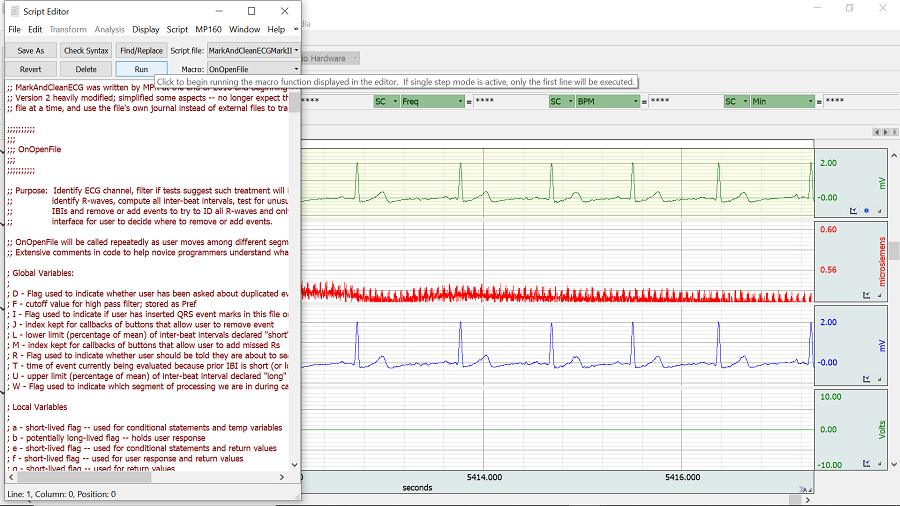 Script Editor
File Edit Transform Analysis Display Script MP160 Window Help »
Save As Check Syntax Find/Replace Script file: MarkAndCleanECGMarkII
Revert Delete Run Macro: OnOpenFile
Click to begin running the macro function displayed in the editor. If single step mode is active, only the first line will be executed.
Hardware
**** SC Freq = **** SC BPM = **** SC Min = ****
;; MarkAndCleanECG was written by MPK at the end of 2016 and beginning
;; Version 2 heavily modified; simplified some aspects -- no longer expect th
;; file at a time, and use the file's own journal instead of external files to tra
;;;;;;;;;;
;;;
;;; OnOpenFile
;;;
;;;;;;;;;;
;; Purpose: Identify ECG channel, filter if tests suggest such treatment will i
;; identify R-waves, compute all inter-beat intervals, test for unusu
;; IBIs and remove or add events to try to ID all R-waves and only
;; interface for user to decide where to remove or add events.
;; OnOpenFile will be called repeatedly as user moves among different segm
;; Extensive comments in code to help novice programmers understand wha
; Global Variables:
;
; D - Flag used to indicate whether user has been asked about duplicated ev
; F - cutoff value for high pass filter; stored as Pref
; I - Flag used to indicate if user has inserted QRS event marks in this file or
; J - index kept for callbacks of buttons that allow user to remove event
; L - lower limit (percentage of mean) of inter-beat intervals declared "short"
; M - index kept for callbacks of buttons that allow user to add missed Rs
; R - Flag used to indicate whether user should be told they are about to sea
; T - time of event currently being evaluated because prior IBI is short (or lo
; U - upper limit (percentage of mean) of inter-beat interval declared "long"
; W - Flag used to indicate which segment of processing we are in during ca
; Local Variables
;
; a - short-lived flag -- used for conditional statements and temp variables
; b - potentially long-lived flag -- holds user response
; e - short-lived flag -- used for conditional statements and return values
; f - short-lived flag -- used for user response and return values
; g - short-lived flag -- used for return values
Line: 1, Column: 0, Position: 0
2.00
-0.00
mV
0.60
0.56
microsiemens
2.00
-0.00
mV
10.00
0.00
-10.00
Volts
5414.000 5416.000
seconds